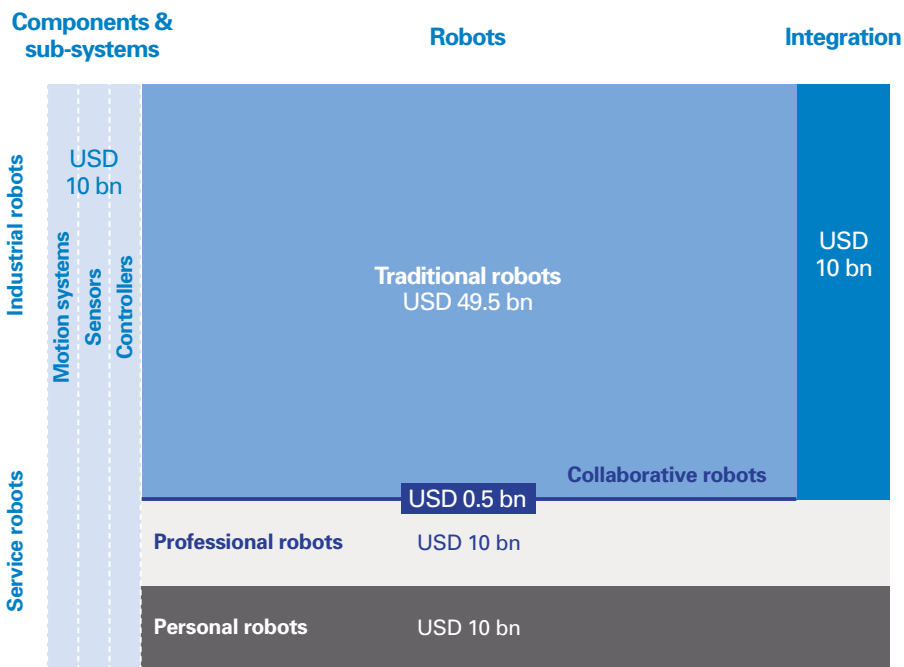 Components &
sub-systems
Robots
Integration
Industrial robots
Service robots
USD
10 bn
Motion systems
Sensors
Controllers
Traditional robots
USD 49.5 bn
USD
10 bn
Collaborative robots
USD 0.5 bn
Professional robots
USD 10 bn
Personal robots
USD 10 bn